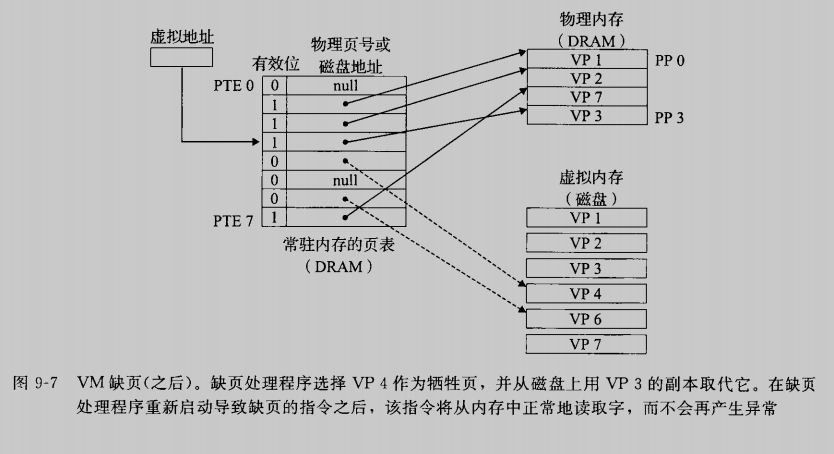 虚拟地址
物理页号或
磁盘地址
有效位
PTE 0
0 null
1
1
1
0
0 null
0
PTE 7
1
常驻内存的页表
(DRAM)
物理内存
(DRAM)
VP 1
PP 0
VP 2
VP 7
VP 3
PP 3
虚拟内存
(磁盘)
VP 1
VP 2
VP 3
VP 4
VP 6
VP 7
图 9-7 VM 缺页(之后)。缺页处理程序选择 VP 4 作为牺牲页，并从磁盘上用 VP 3 的副本取代它。在缺页
处理程序重新启动导致缺页的指令之后，该指令将从内存中正常地读取字，而不会再产生异常